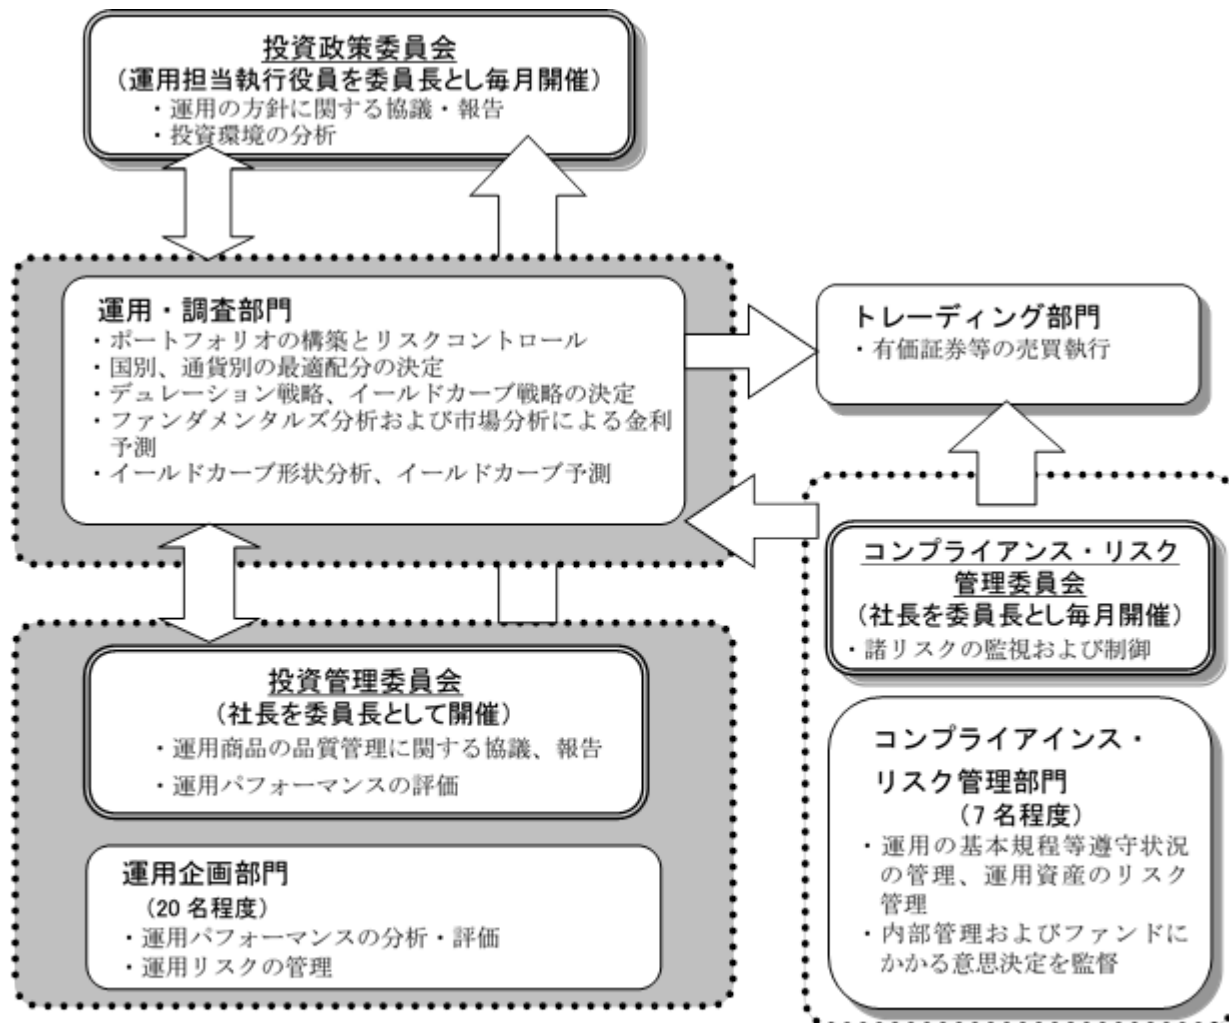 投資政策委員会
（運用担当執行役員を委員長とし毎月開催）
・運用の方針に関する協議・報告
・投資環境の分析
運用・調査部門
・ポートフォリオの構築とリスクコントロール
・国別、通貨別の最適配分の決定
・デュレーション戦略、イールドカーブ戦略の決定
・ファンダメンタルズ分析および市場分析による金利
予測
・イールドカーブ形状分析、イールドカーブ予測
トレーディング部門
・有価証券等の売買執行
投資管理委員会
（社長を委員長として開催）
・運用商品の品質管理に関する協議、報告
・運用パフォーマンスの評価
運用企画部門
（20 名程度）
・運用パフォーマンスの分析・評価
・運用リスクの管理
コンプライアンス・リスク
管理委員会
（社長を委員長とし毎月開催）
・諸リスクの監視および制御
コンプライアインス・
リスク管理部門
（7 名程度）
・運用の基本規程等遵守状況
の管理、運用資産のリスク
管理
・内部管理およびファンドに
かかる意思決定を監督